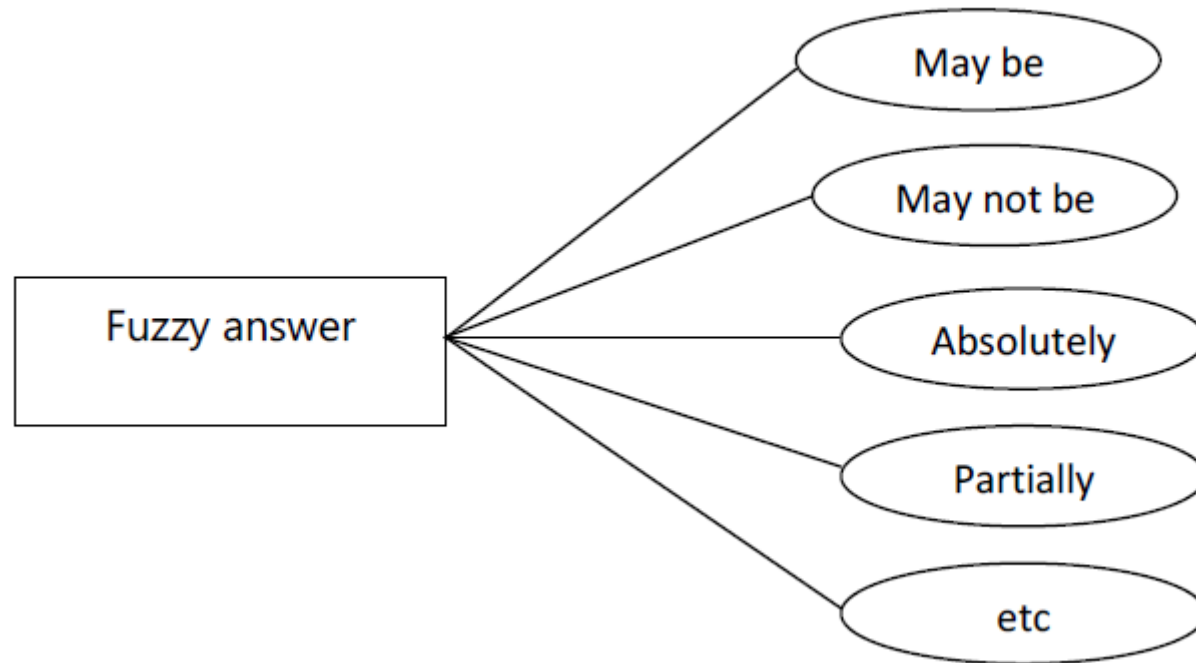 May be
May not be
Fuzzy answer
Absolutely
Partially
etc